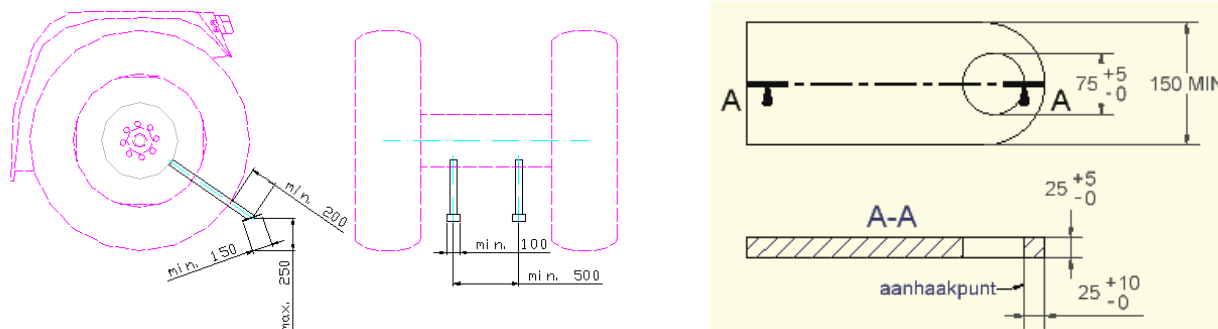 min. 200
min. 150
max. 250
min. 100
min. 500
A
A
75 +5 -0
150 MIN
A-A
25 +5 -0
aanhaakpunt
25 +10 -0